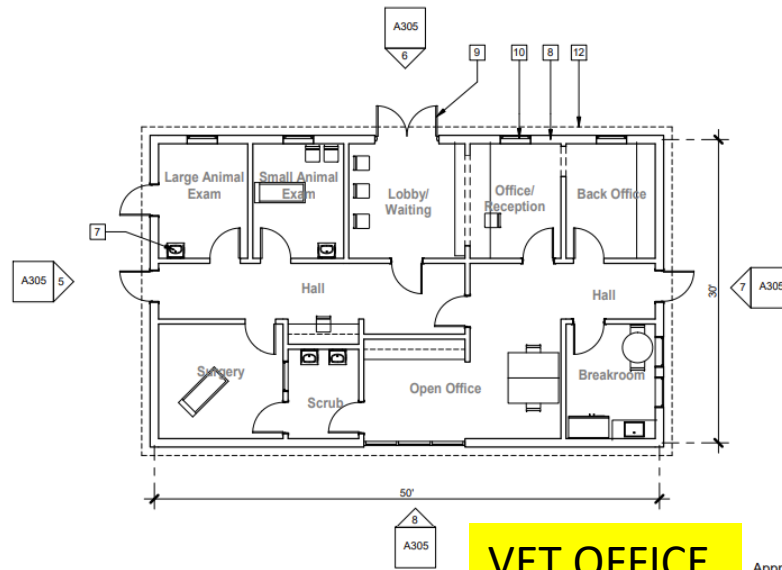 A305
6
9
10
8
12
Large Animal
Exam
Small Animal
Exam
Lobby/
Waiting
Office/
Reception
Back Office
7
A305
5
Hall
Hall
7
A305
30'
Surgery
Scrub
Open Office
Breakroom
50'
8
A305
VET OFFICE